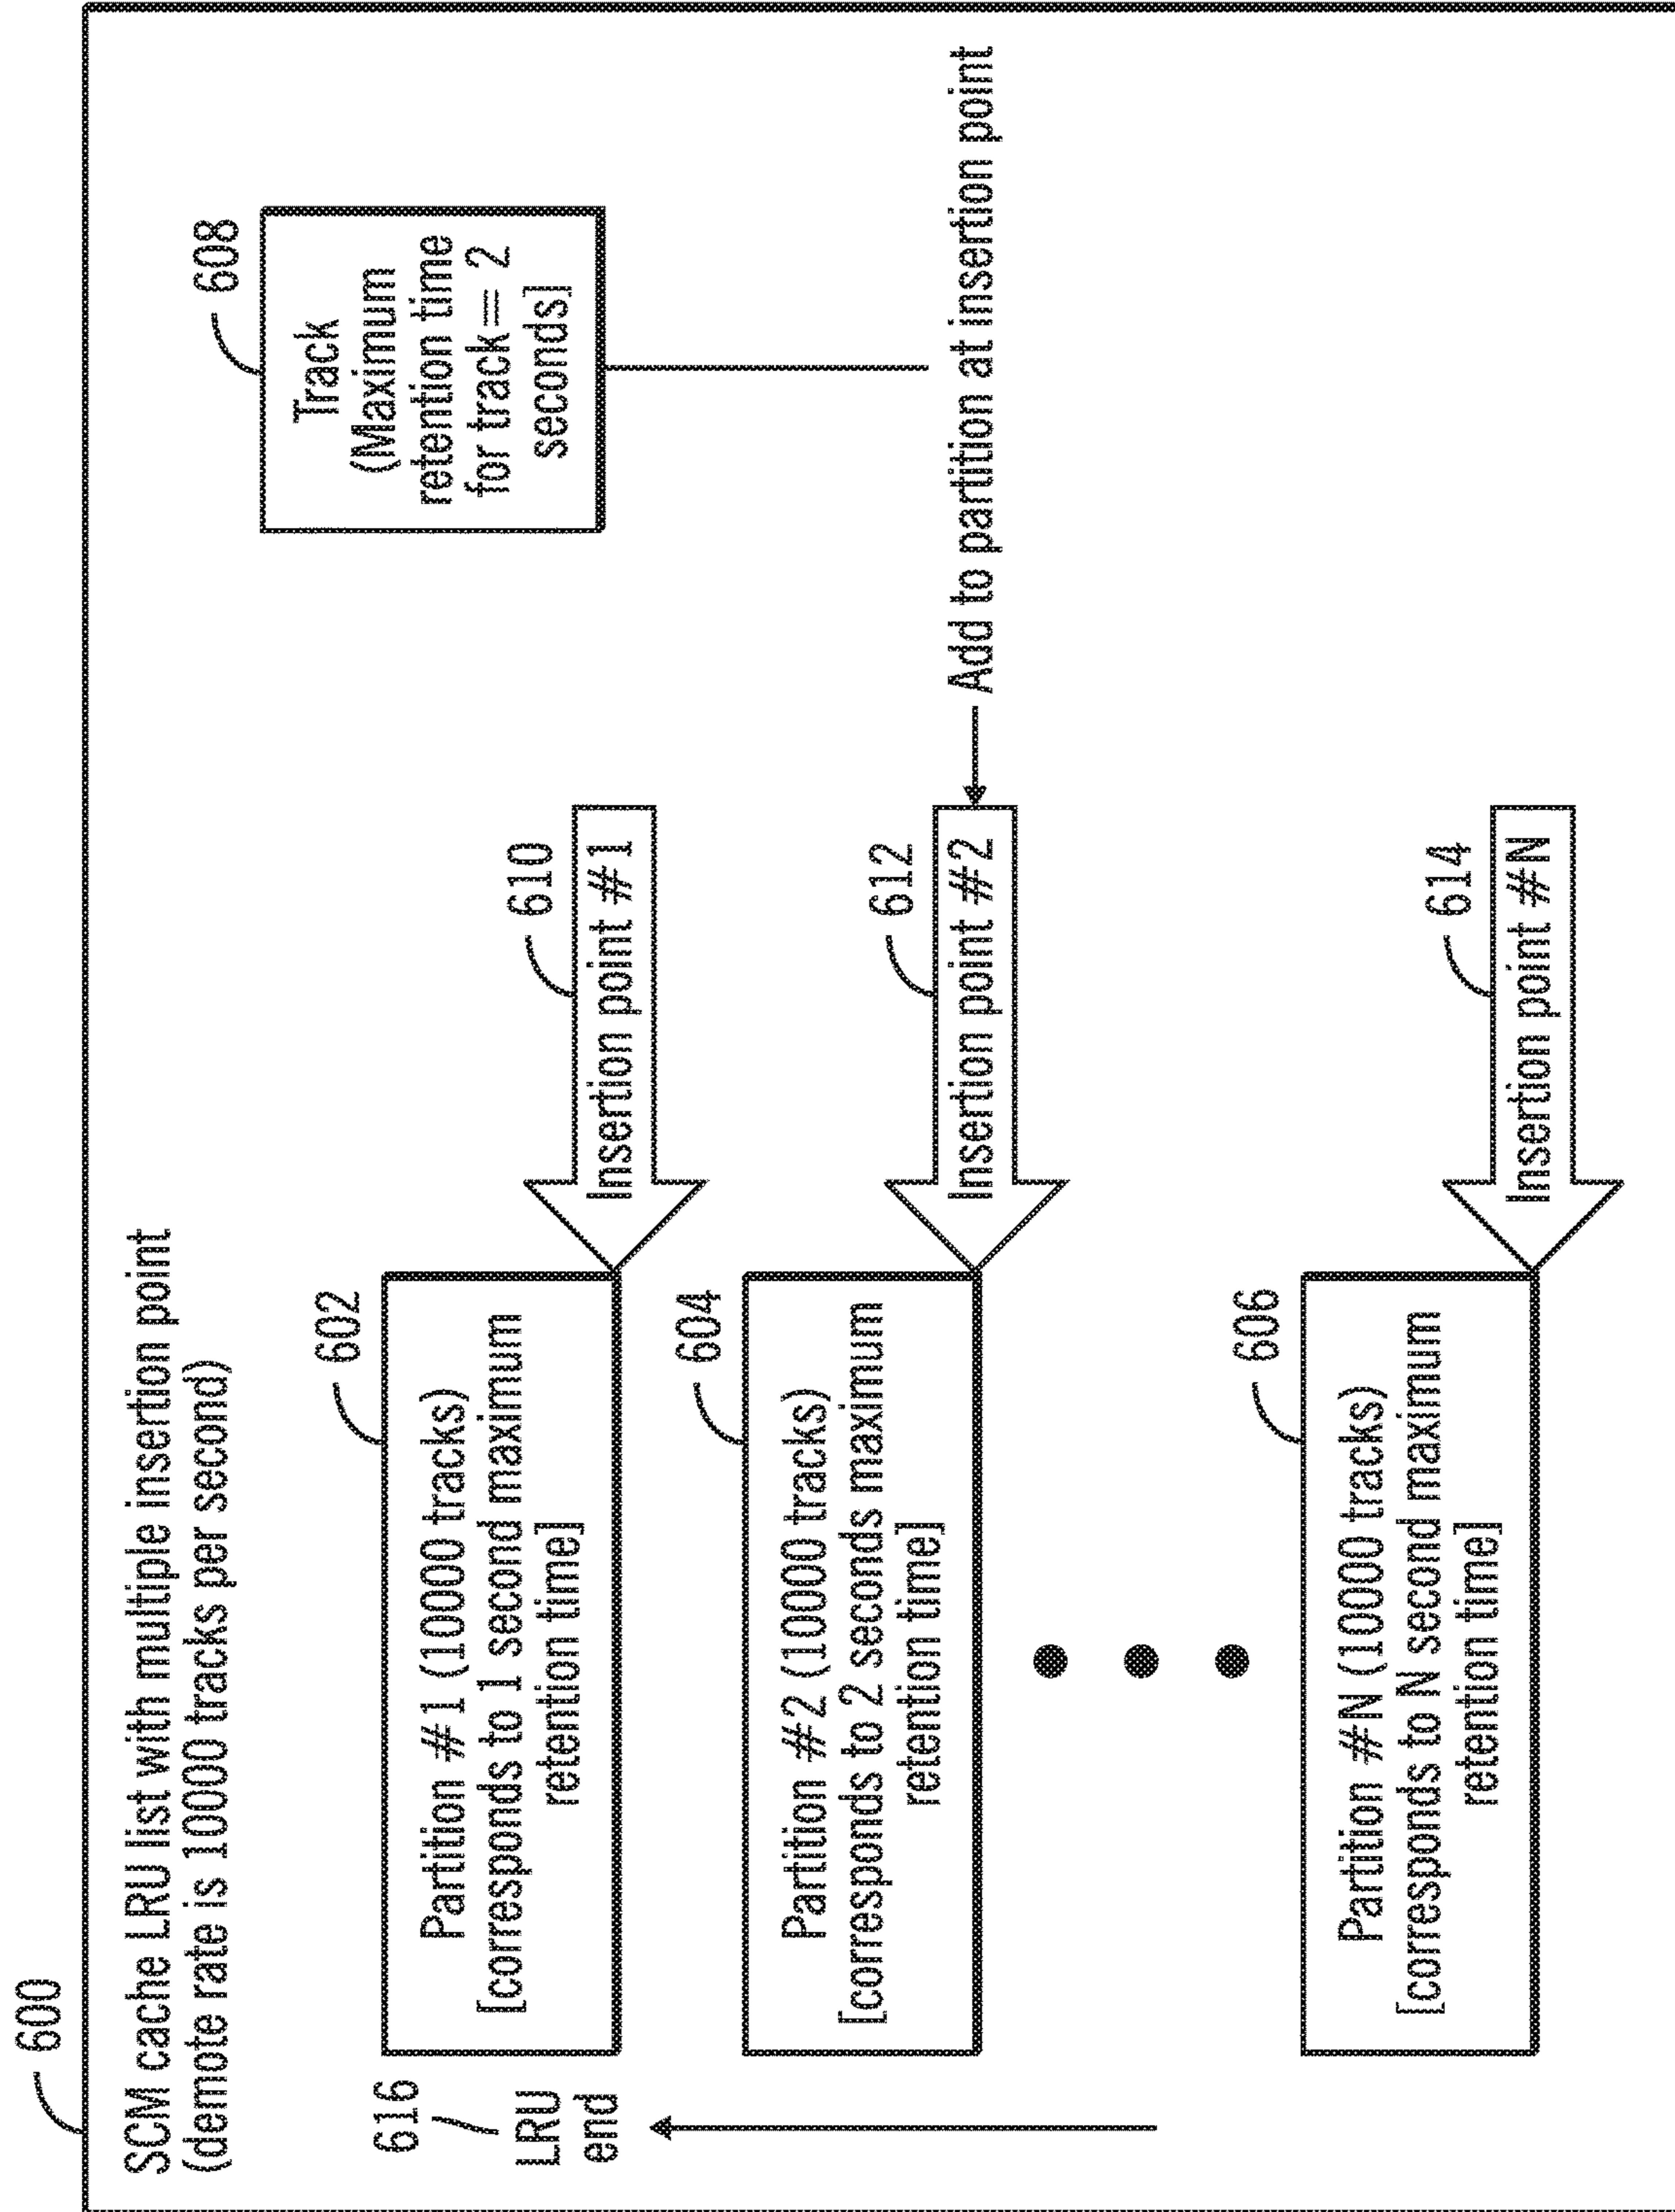 600
SCM cache LRU list with multiple insertion point
(demote rate is 10000 tracks per second)
608
Track
(Maximum
retention time
for track== 2
seconds]
616
LRU
end
602
Partition #1 (10000 tracks)
[corresponds to 1 second maximum
retention time]
610
Insertion point #1
604
Partition #2 (10000 tracks)
[corresponds to 2 seconds maximum
retention time]
612
Insertion point #2
Add to partition at insertion point
606
Partition #N (10000 tracks)
[corresponds to N second maximum
retention time]
614
Insertion point #N